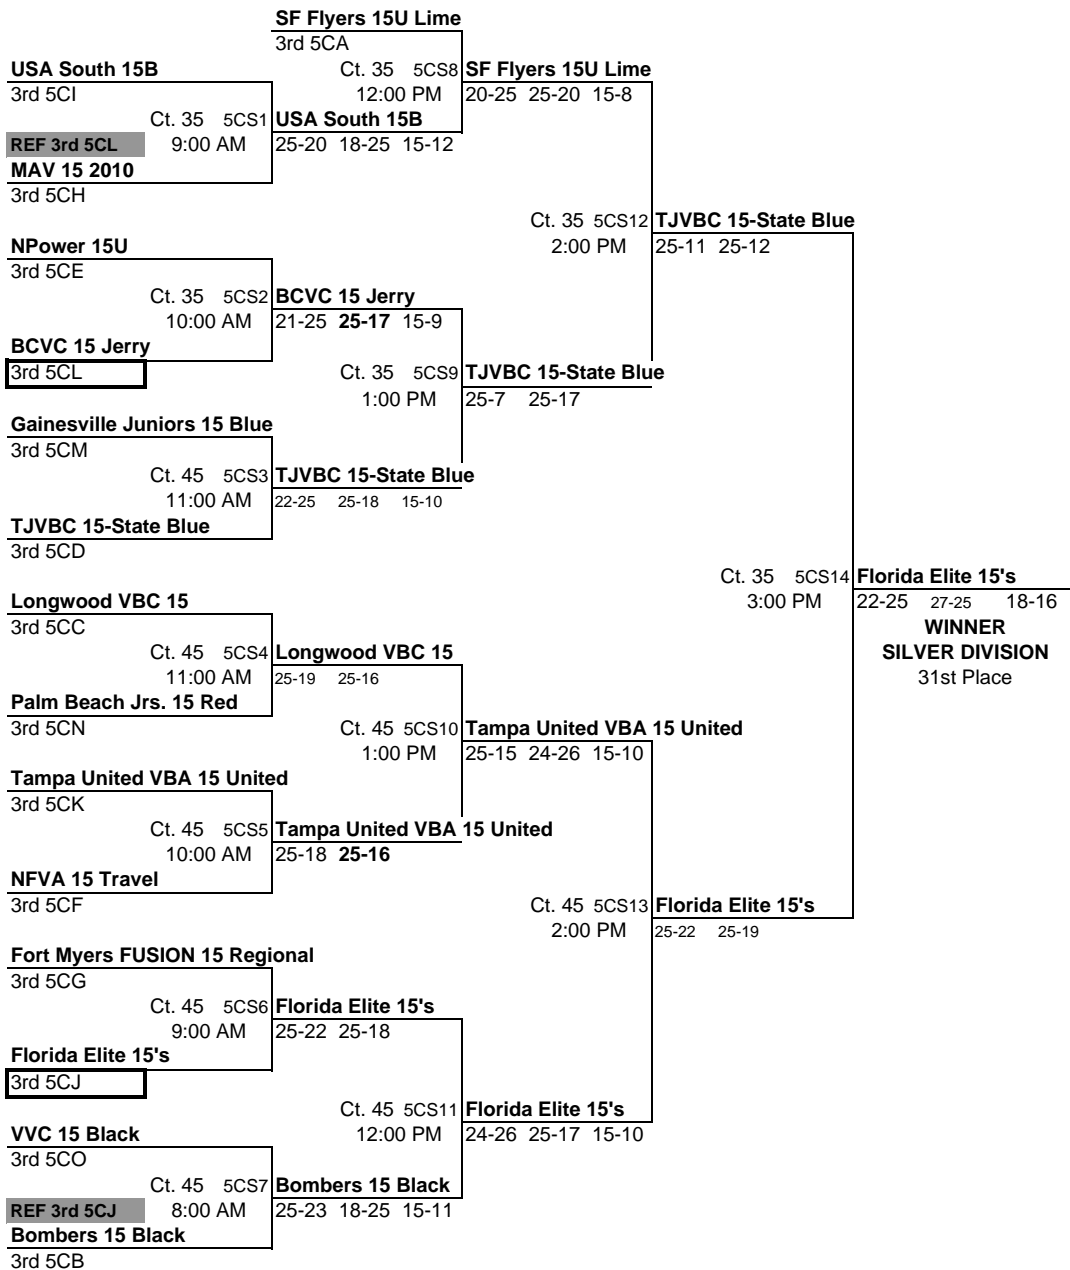 SF Flyers 15U Lime
3rd 5CA
USA South 15B
Ct. 35 5CS8 SF Flyers 15U Lime
3rd 5CI
12:00 PM 20-25 25-20 15-8
Ct. 35 5CS1 USA South 15B
REF 3rd 5CL 9:00 AM 25-20 18-25 15-12
MAV 15 2010
3rd 5CH
Ct. 35 5CS12 TJVBC 15-State Blue
NPower 15U
2:00 PM 25-11 25-12
3rd 5CE
Ct. 35 5CS2 BCVC 15 Jerry
10:00 AM 21-25 25-17 15-9
BCVC 15 Jerry
3rd 5CL
Ct. 35 5CS9 TJVBC 15-State Blue
1:00 PM 25-7 25-17
Gainesville Juniors 15 Blue
3rd 5CM
Ct. 45 5CS3 TJVBC 15-State Blue
11:00 AM 22-25 25-18 15-10
TJVBC 15-State Blue
3rd 5CD
Ct. 35 5CS14 Florida Elite 15's
Longwood VBC 15
3:00 PM 22-25 27-25 18-16
3rd 5CC
WINNER
Ct. 45 5CS4 Longwood VBC 15
SILVER DIVISION
11:00 AM 25-19 25-16
31st Place
Palm Beach Jrs. 15 Red
3rd 5CN
Ct. 45 5CS10 Tampa United VBA 15 United
1:00 PM 25-15 24-26 15-10
Tampa United VBA 15 United
3rd 5CK
Ct. 45 5CS5 Tampa United VBA 15 United
10:00 AM 25-18 25-16
NFVA 15 Travel
3rd 5CF
Ct. 45 5CS13 Florida Elite 15's
2:00 PM 25-22 25-19
Fort Myers FUSION 15 Regional
3rd 5CG
Ct. 45 5CS6 Florida Elite 15's
9:00 AM 25-22 25-18
Florida Elite 15's
3rd 5CJ
Ct. 45 5CS11 Florida Elite 15's
VVC 15 Black
12:00 PM 24-26 25-17 15-10
3rd 5CO
Ct. 45 5CS7 Bombers 15 Black
REF 3rd 5CJ 8:00 AM 25-23 18-25 15-11
Bombers 15 Black
3rd 5CB